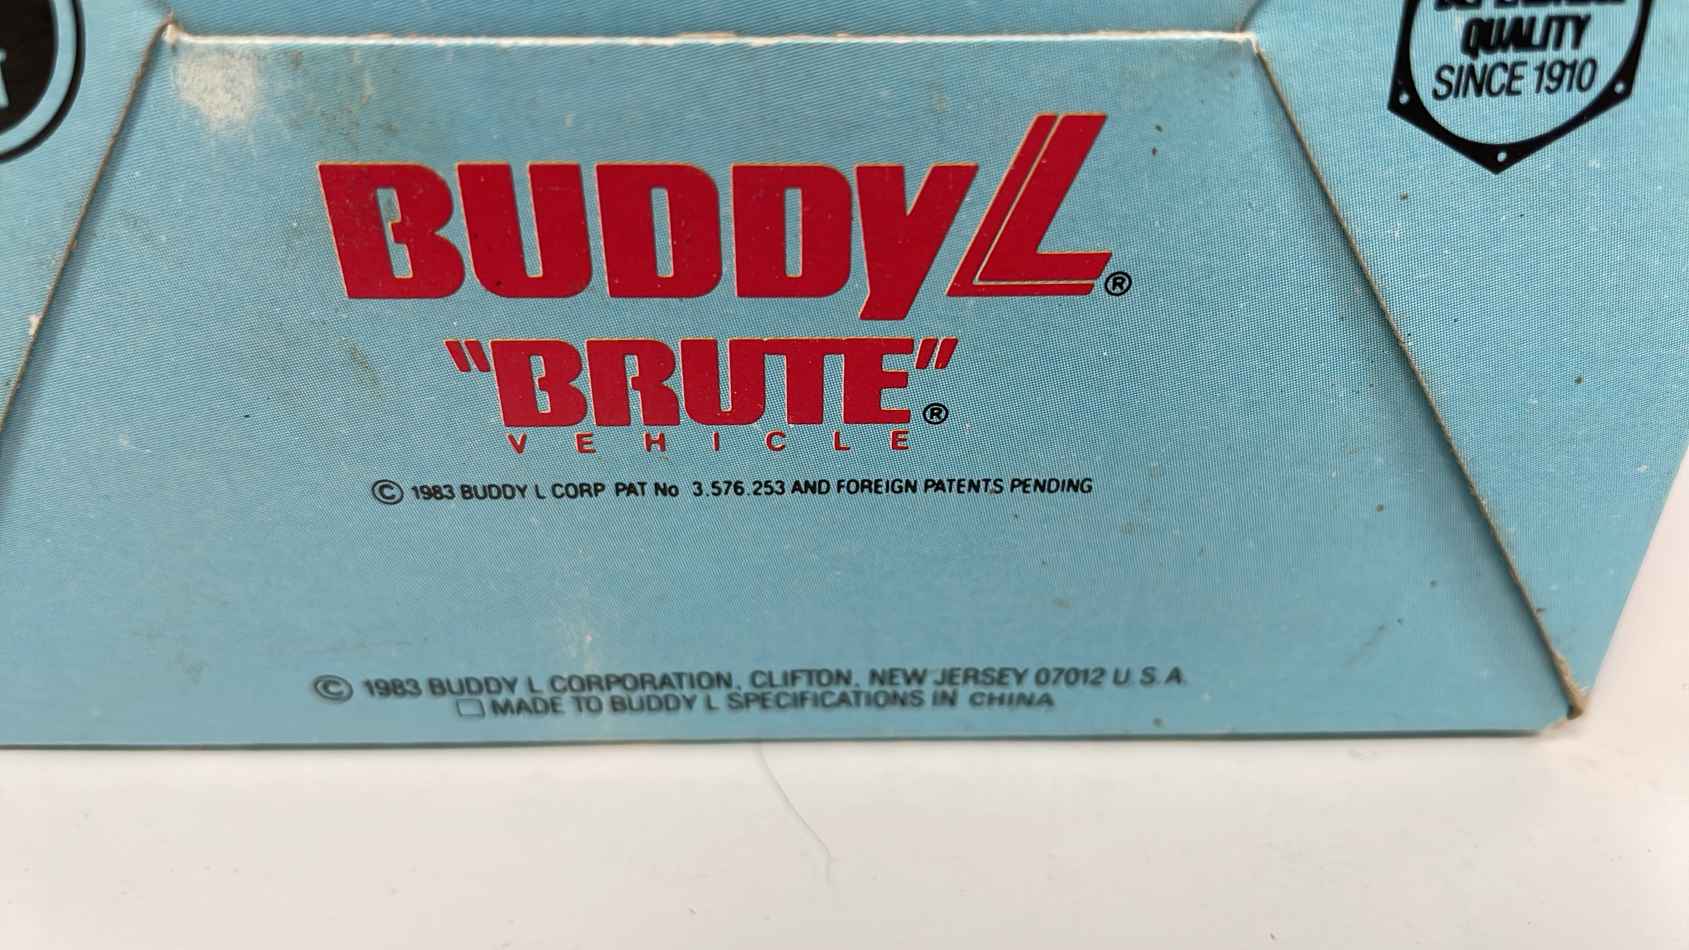 QUALITY
SINCE 1910
BUDDY L®
"BRUTE"®
VEHICLE
© 1983 BUDDY L CORP PAT No 3.576.253 AND FOREIGN PATENTS PENDING
© 1983 BUDDY L CORPORATION, CLIFTON, NEW JERSEY 07012 U.S.A.
□ MADE TO BUDDY L SPECIFICATIONS IN CHINA